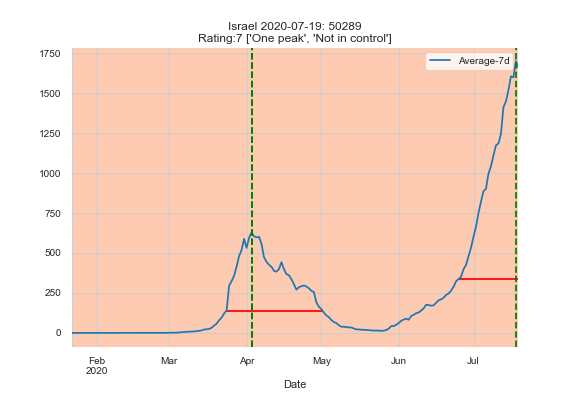 Israel 2020-07-19: 50289
Rating:7 ['One peak', 'Not in control']
Average-7d
1750
1500
1250
1000
750
500
250
0
Feb
2020
Mar
Apr
May
Jun
Jul
Date